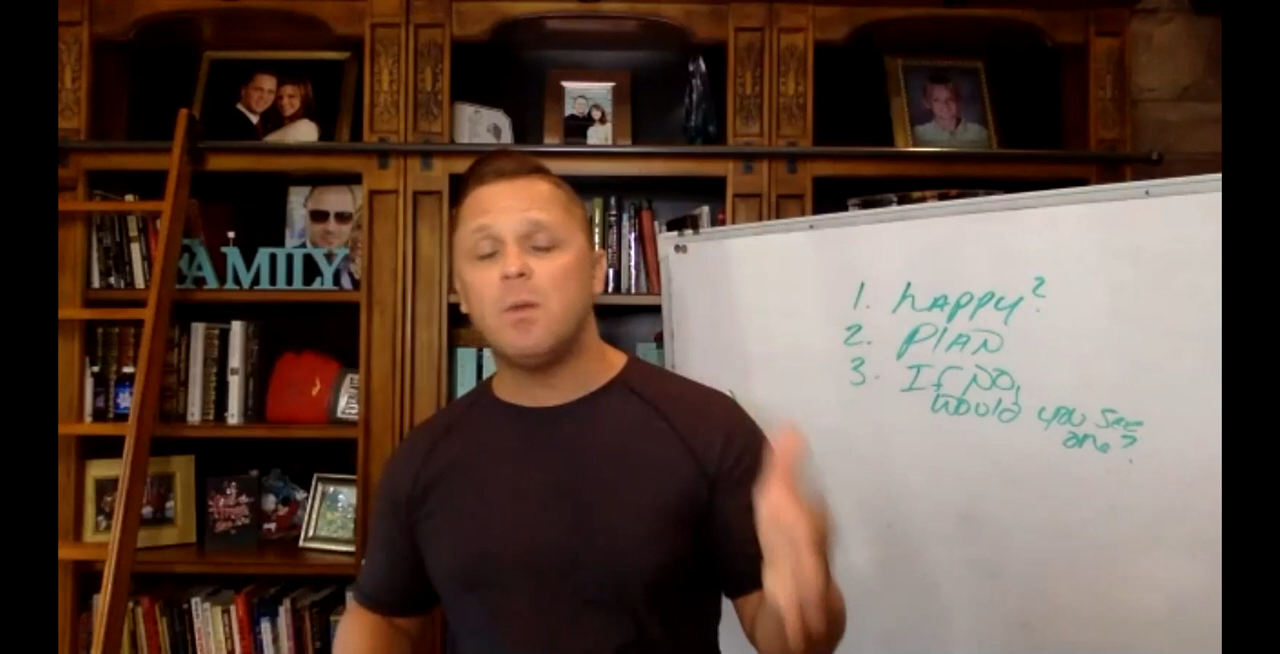 FAMILY
1. HAPPY?
2. PlAN
3. If NO,
would you see
one?